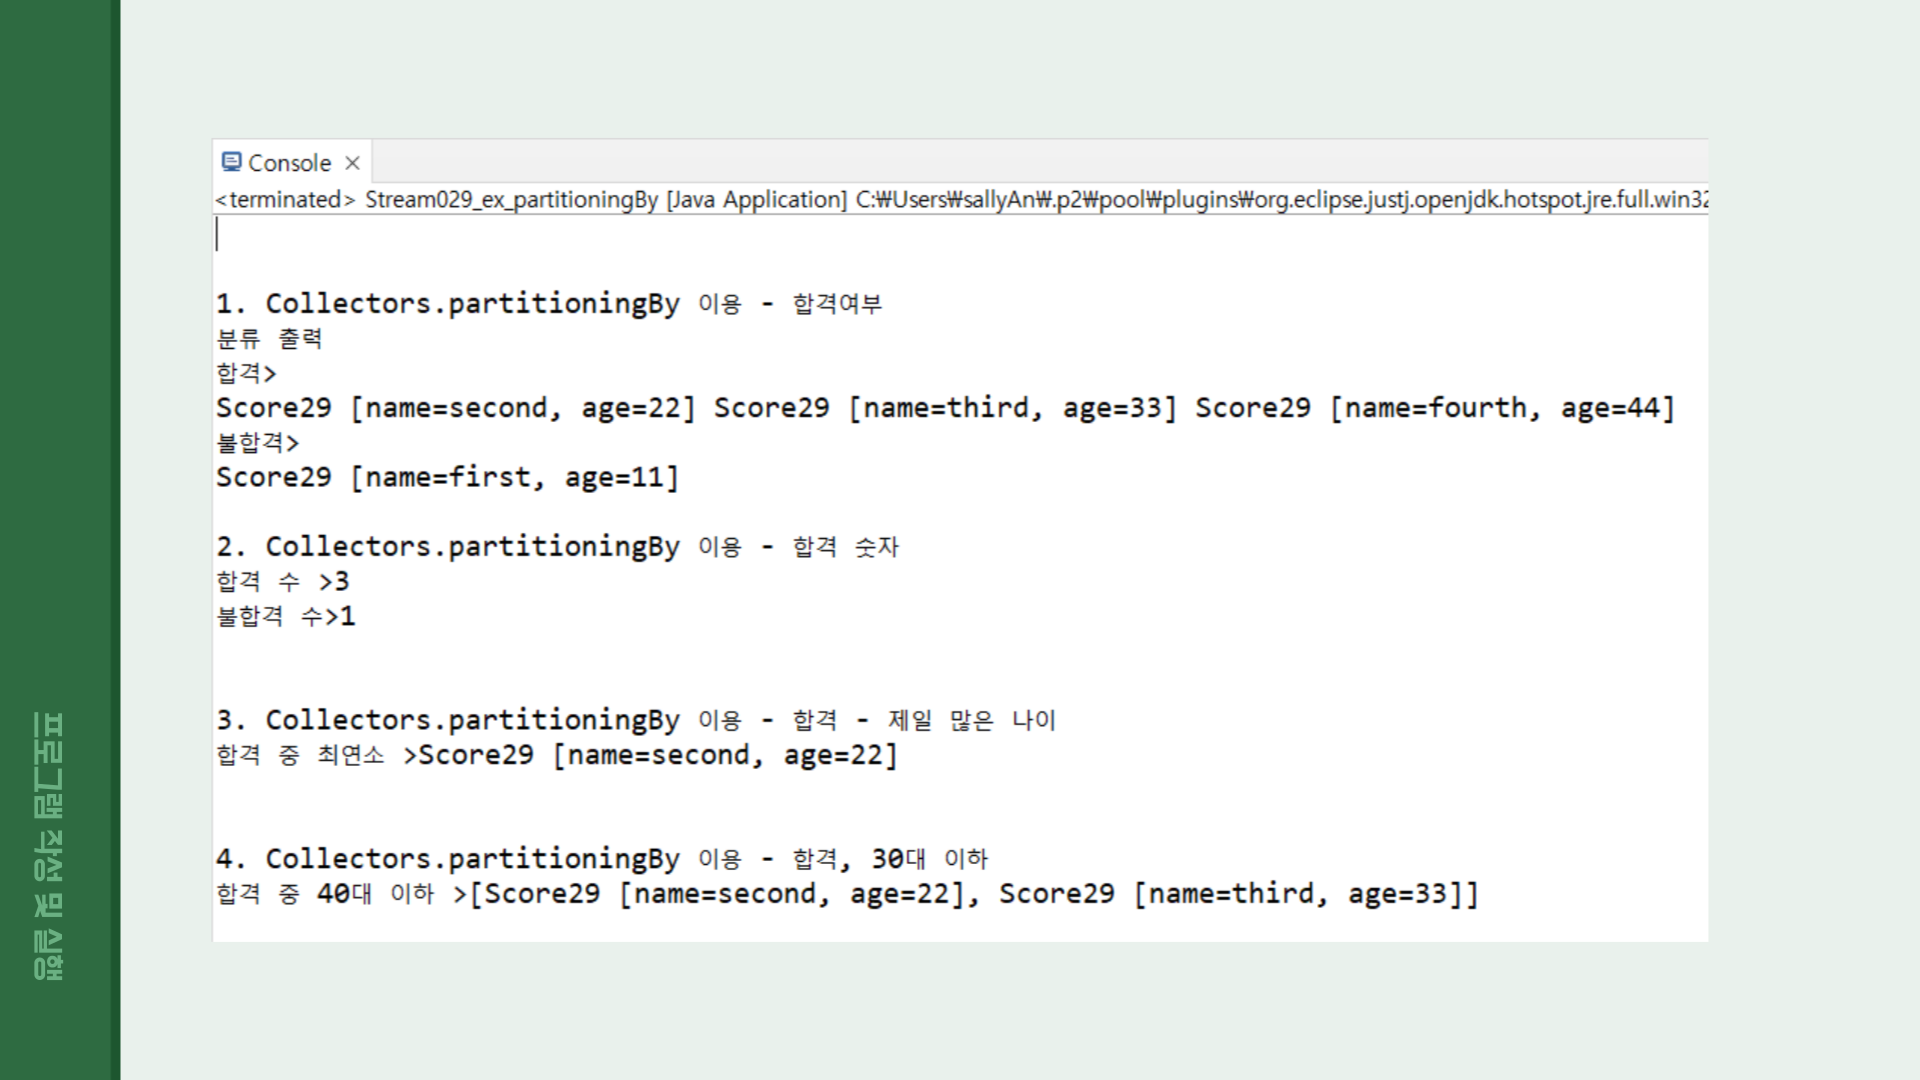 Console
<terminated> Stream029_ex_partitioningBy [Java Application] C:₩Users₩sallyAn₩.p2₩pool₩plugins₩org.eclipse.justj.openjdk.hotspot.jre.full.win32
1. Collectors.partitioningBy 이용 - 합격여부
분류 출력
합격>
Score29 [name=second, age=22] Score29 [name=third, age=33] Score29 [name=fourth, age=44]
불합격>
Score29 [name=first, age=11]
2. Collectors.partitioningBy 이용 - 합격 숫자
합격 수 >3
불합격 수>1
3. Collectors.partitioningBy 이용 - 합격 - 제일 많은 나이
합격 중 최연소 >Score29 [name=second, age=22]
4. Collectors.partitioningBy 이용 - 합격, 30대 이하
합격 중 40대 이하 >[Score29 [name=second, age=22], Score29 [name=third, age=33]]
프로그램 작성 및 실행